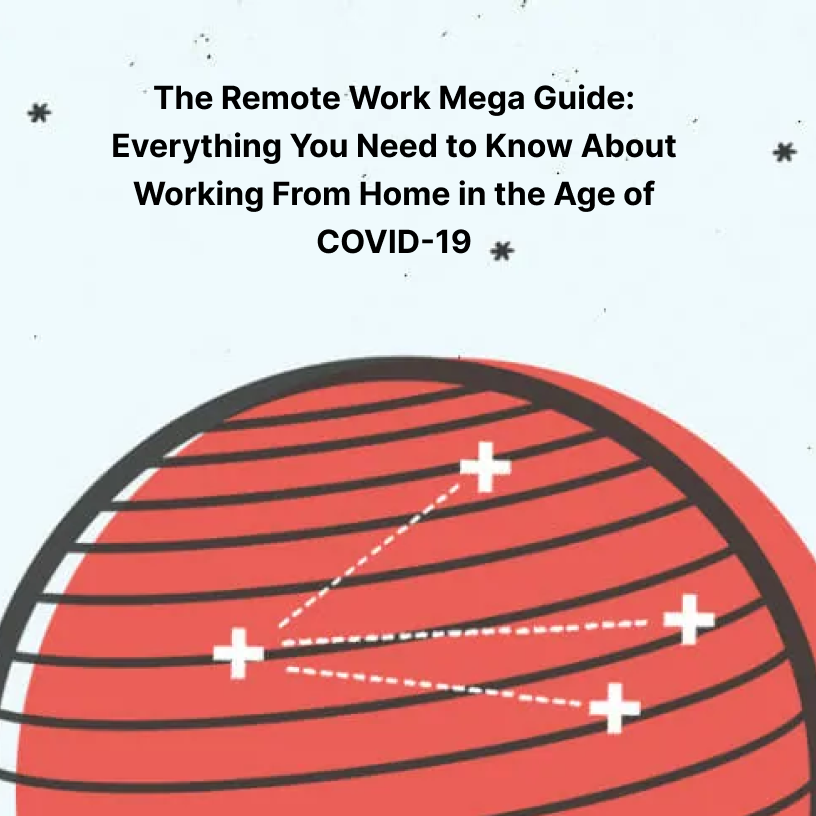 The Remote Work Mega Guide:
Everything You Need to Know About
Working From Home in the Age of
COVID-19